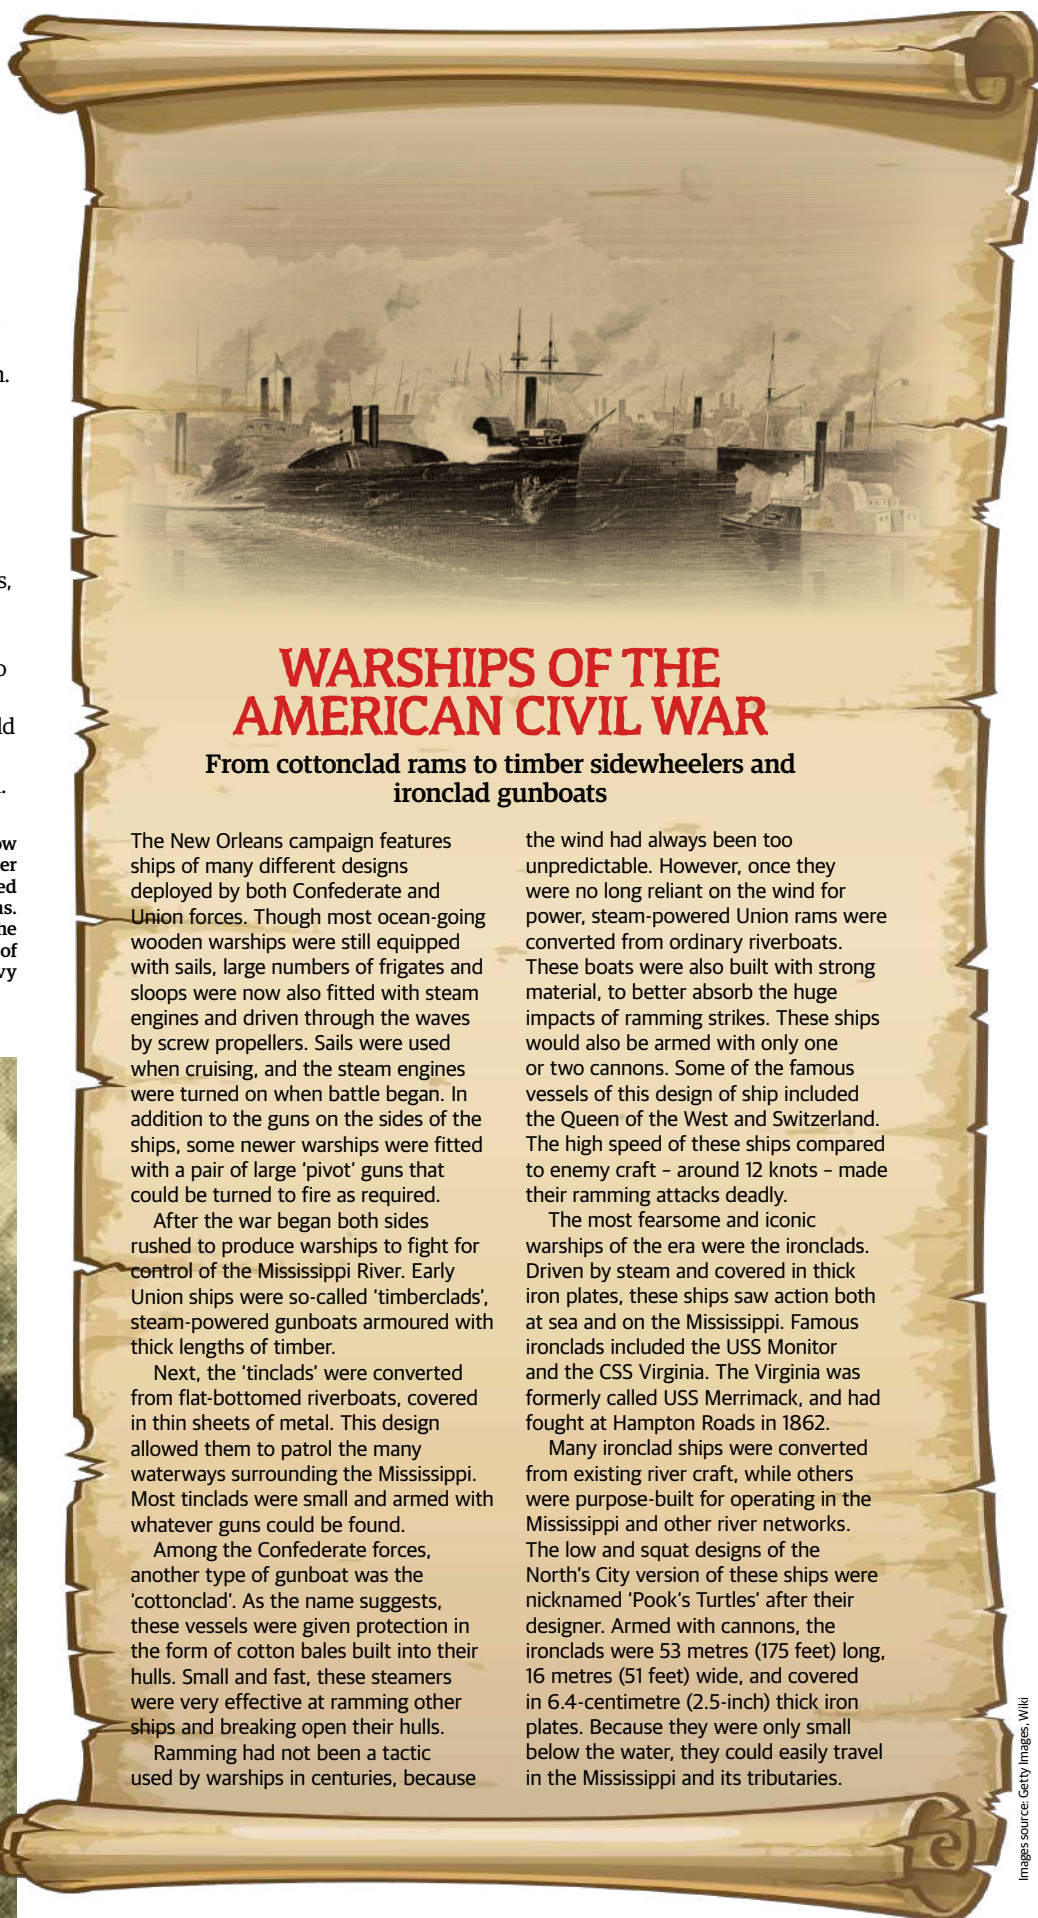 n.
s,
o
ld
.
ow
er
ed
ns.
he
of
vy
WARSHIPS OF THE
AMERICAN CIVIL WAR
From cottonclad rams to timber sidewheelers and
ironclad gunboats
The New Orleans campaign features
ships of many different designs
deployed by both Confederate and
Union forces. Though most ocean-going
wooden warships were still equipped
with sails, large numbers of frigates and
sloops were now also fitted with steam
engines and driven through the waves
by screw propellers. Sails were used
when cruising, and the steam engines
were turned on when battle began. In
addition to the guns on the sides of the
ships, some newer warships were fitted
with a pair of large ‘pivot’ guns that
could be turned to fire as required.
After the war began both sides
rushed to produce warships to fight for
control of the Mississippi River. Early
Union ships were so-called ‘timberclads’,
steam-powered gunboats armoured with
thick lengths of timber.
Next, the ‘tinclads’ were converted
from flat-bottomed riverboats, covered
in thin sheets of metal. This design
allowed them to patrol the many
waterways surrounding the Mississippi.
Most tinclads were small and armed with
whatever guns could be found.
Among the Confederate forces,
another type of gunboat was the
‘cottonclad’. As the name suggests,
these vessels were given protection in
the form of cotton bales built into their
hulls. Small and fast, these steamers
were very effective at ramming other
ships and breaking open their hulls.
Ramming had not been a tactic
used by warships in centuries, because
the wind had always been too
unpredictable. However, once they
were no long reliant on the wind for
power, steam-powered Union rams were
converted from ordinary riverboats.
These boats were also built with strong
material, to better absorb the huge
impacts of ramming strikes. These ships
would also be armed with only one
or two cannons. Some of the famous
vessels of this design of ship included
the Queen of the West and Switzerland.
The high speed of these ships compared
to enemy craft – around 12 knots – made
their ramming attacks deadly.
The most fearsome and iconic
warships of the era were the ironclads.
Driven by steam and covered in thick
iron plates, these ships saw action both
at sea and on the Mississippi. Famous
ironclads included the USS Monitor
and the CSS Virginia. The Virginia was
formerly called USS Merrimack, and had
fought at Hampton Roads in 1862.
Many ironclad ships were converted
from existing river craft, while others
were purpose-built for operating in the
Mississippi and other river networks.
The low and squat designs of the
North’s City version of these ships were
nicknamed ‘Pook’s Turtles’ after their
designer. Armed with cannons, the
ironclads were 53 metres (175 feet) long,
16 metres (51 feet) wide, and covered
in 6.4-centimetre (2.5-inch) thick iron
plates. Because they were only small
below the water, they could easily travel
in the Mississippi and its tributaries.
Images source: Getty Images, Wiki